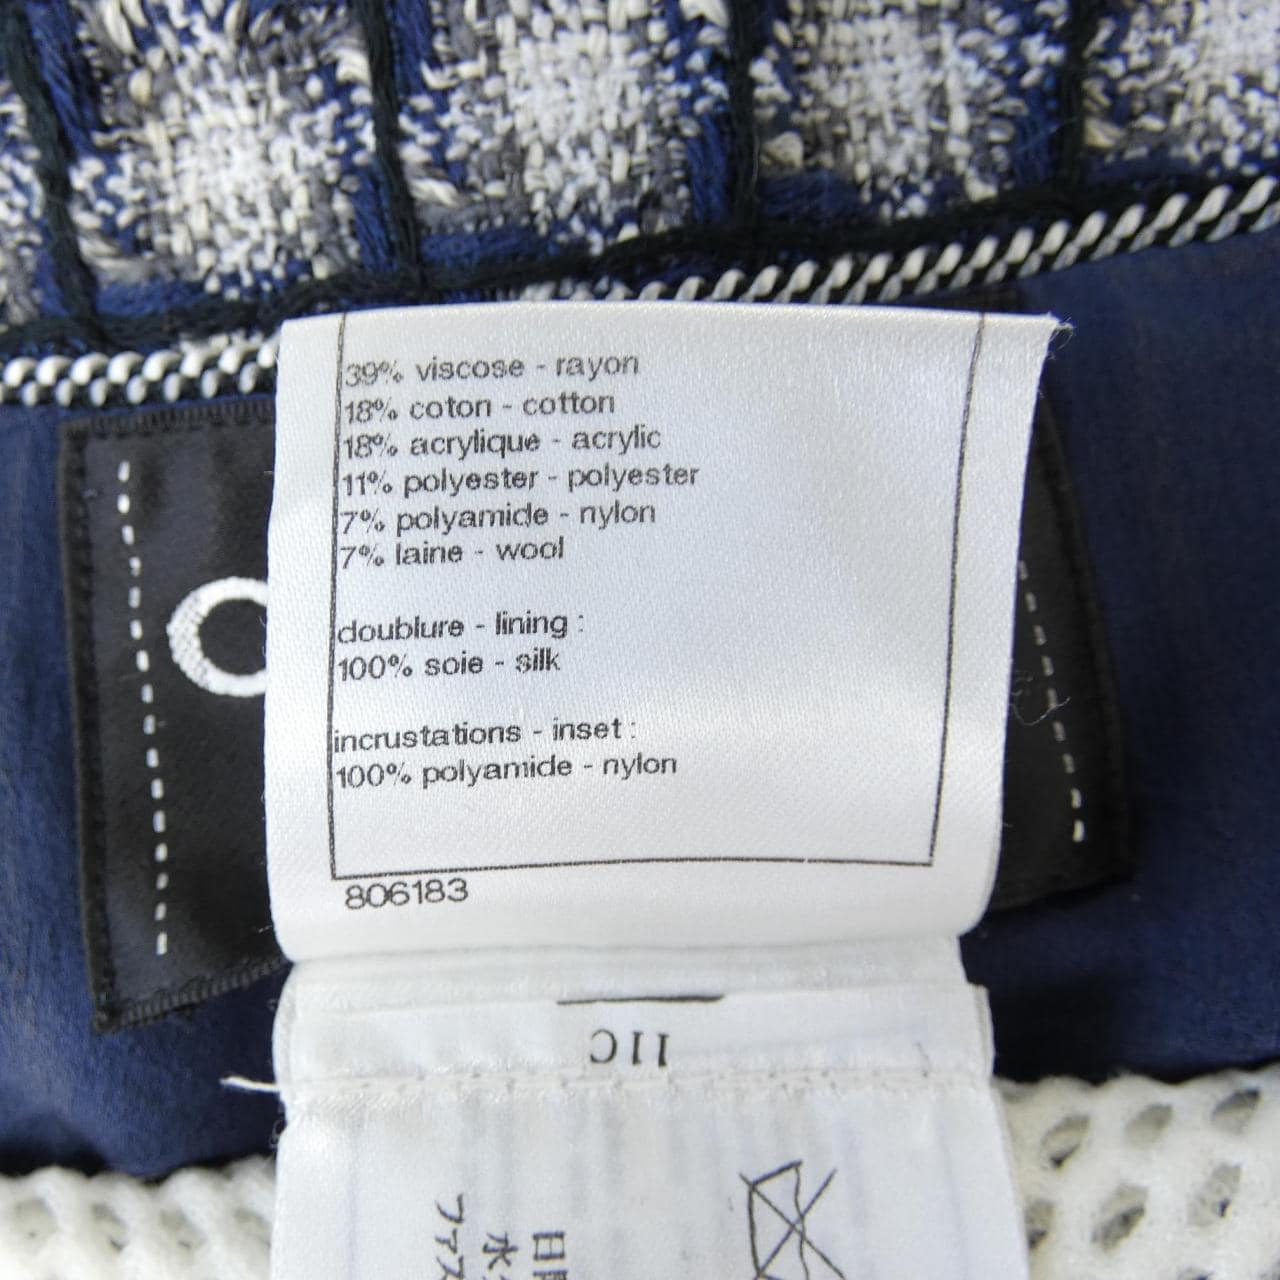 39% viscose - rayon
18% coton - cotton
18% acrylique - acrylic
11% polyester - polyester
7% polyamide - nylon
7% laine - wool
doublure - lining :
100% soie - silk
incrustations - inset :
100% polyamide - nylon
806183
11C